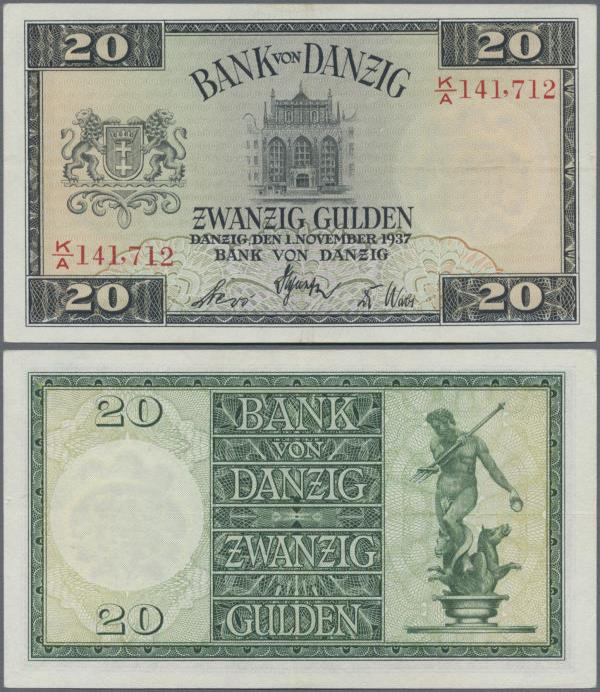 20 20
BANK VON DANZIG
K/A 141,712
ZWANZIG GULDEN
DANZIG, DEN 1. NOVEMBER 1937
BANK VON DANZIG
K/A 141,712
20 20
20
BANK
VON
DANZIG
ZWANZIG
GULDEN
20